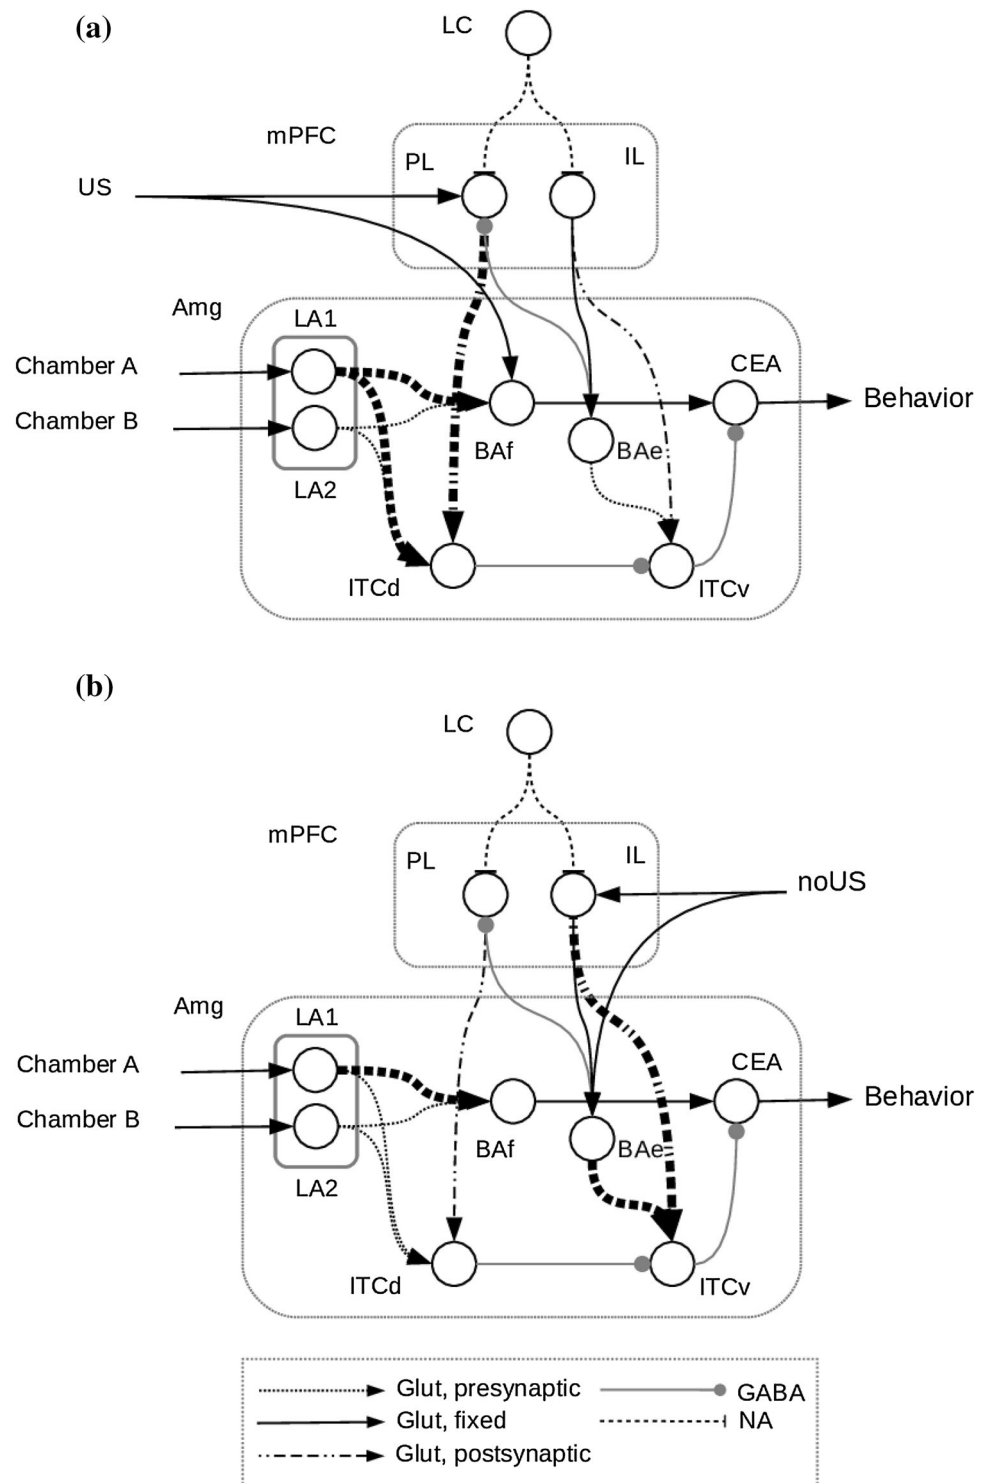 (a)
LC
mPFC
PL
IL
US
Amg
LA1
Chamber A
CEA
Behavior
Chamber B
BAf
BAe
LA2
ITCd
ITCv
(b)
LC
mPFC
PL
IL
noUS
Amg
LA1
Chamber A
CEA
Behavior
Chamber B
BAf
BAe
LA2
ITCd
ITCv
Glut, presynaptic
GABA
Glut, fixed
NA
Glut, postsynaptic